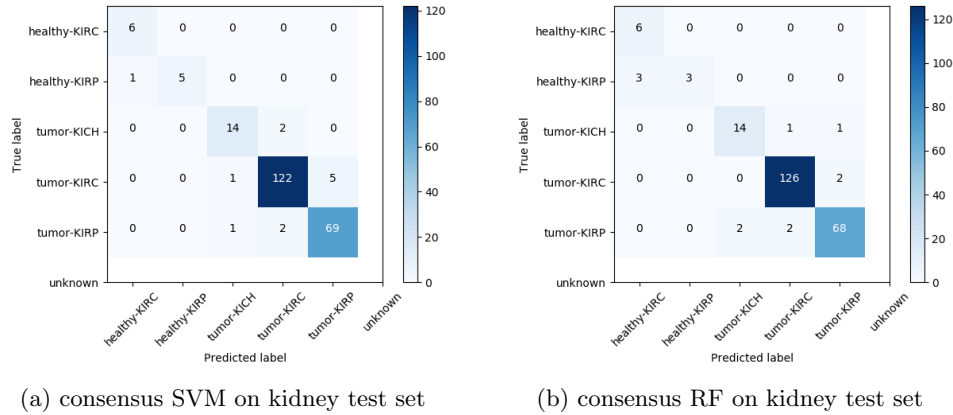 healthy-KIRC 6 0 0 0 0
healthy-KIRP 1 5 0 0 0
tumor-KICH 0 0 14 2 0
tumor-KIRC 0 0 1 122 5
tumor-KIRP 0 0 1 2 69
unknown
True label
healthy-KIRC healthy-KIRP tumor-KICH tumor-KIRC tumor-KIRP unknown
Predicted label
120
100
80
60
40
20
0
(a) consensus SVM on kidney test set
healthy-KIRC 6 0 0 0 0
healthy-KIRP 3 3 0 0 0
tumor-KICH 0 0 14 1 1
tumor-KIRC 0 0 0 126 2
tumor-KIRP 0 0 2 2 68
unknown
True label
healthy-KIRC healthy-KIRP tumor-KICH tumor-KIRC tumor-KIRP unknown
Predicted label
120
100
80
60
40
20
0
(b) consensus RF on kidney test set